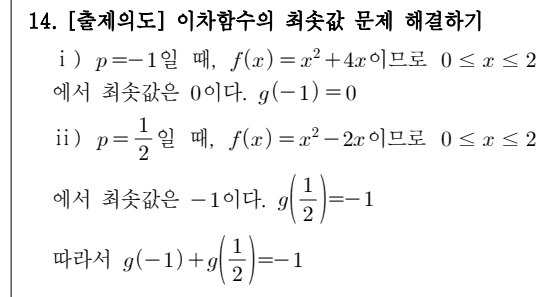 14. [출제의도] 이차함수의 최솟값 문제 해결하기
ⅰ) p=-1일 때, f(x)=x²+4x이므로 0≤x≤2
에서 최솟값은 0이다. g(-1)=0
ⅱ) p=1/2일 때, f(x)=x²-2x이므로 0≤x≤2
에서 최솟값은 -1이다. g(1/2)=-1
따라서 g(-1)+g(1/2)=-1